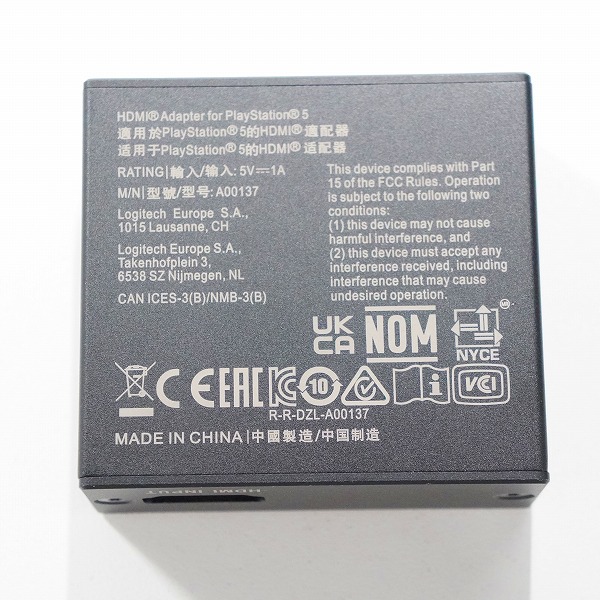 HDMI® Adapter for PlayStation® 5
適用於PlayStation® 5的HDMI® 適配器
适用于PlayStation® 5的HDMI® 适配器
RATING|輸入/输入: 5V⎓1A
M/N|型號/型号: A00137
Logitech Europe S.A.,
1015 Lausanne, CH
Logitech Europe S.A.,
Takenhofplein 3,
6538 SZ Nijmegen, NL
CAN ICES-3(B)/NMB-3(B)
This device complies with Part
15 of the FCC Rules. Operation
is subject to the following two
conditions:
(1) this device may not cause
harmful interference, and
(2) this device must accept any
interference received, including
interference that may cause
undesired operation.
UK
CA
NOM
NYCE
CE EAC KC 10 VCI
R-R-DZL-A00137
MADE IN CHINA|中國製造/中国制造
HDMI INPUT